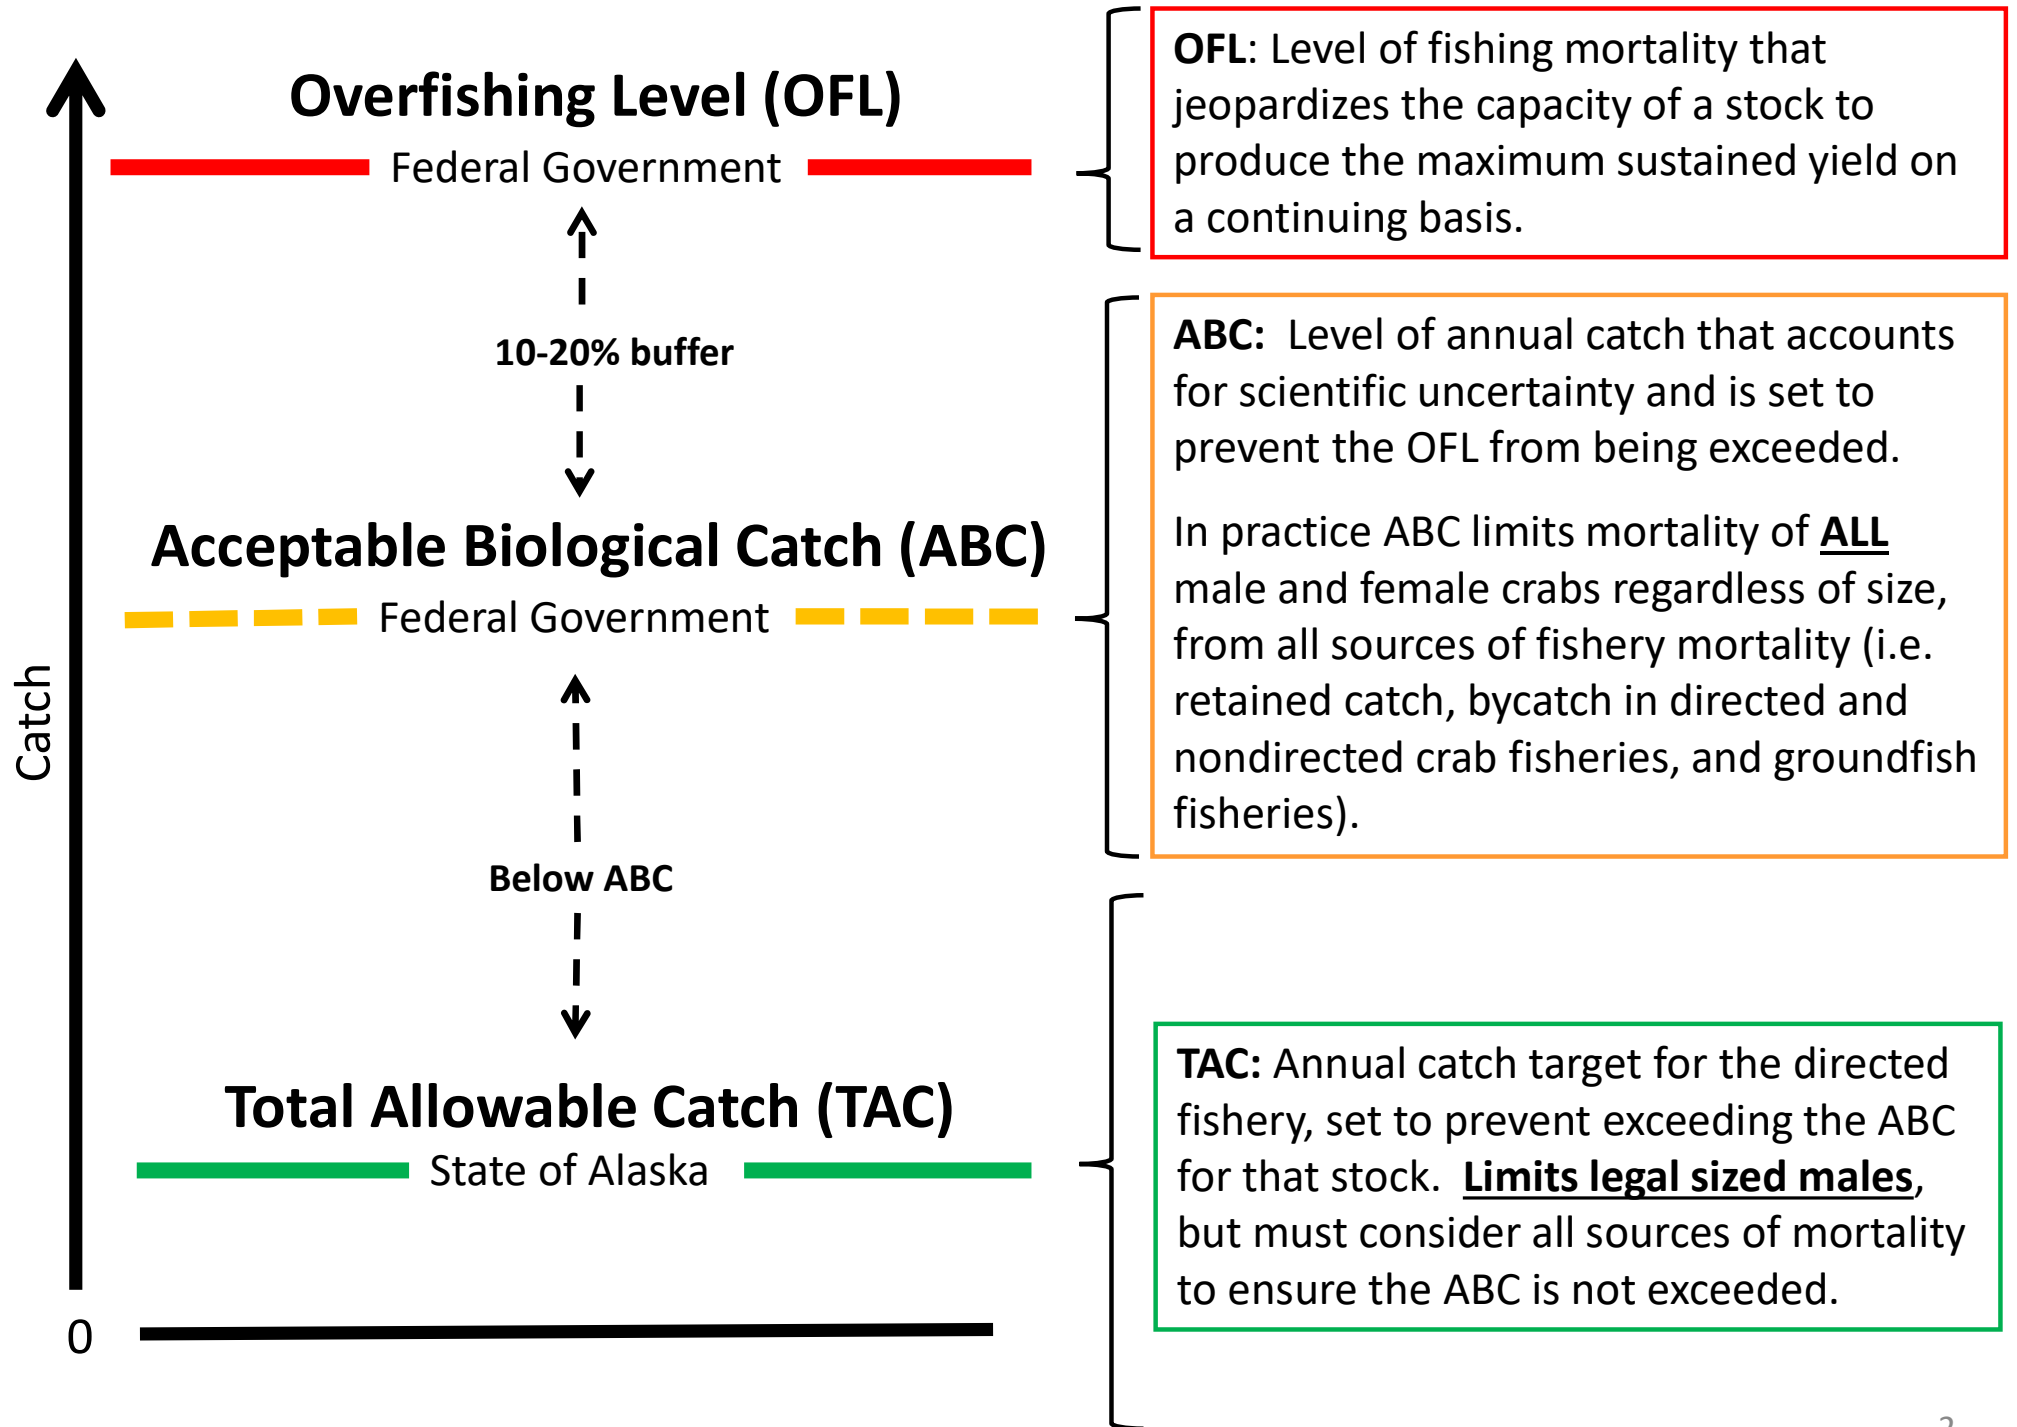 Overfishing Level (OFL)
Federal Government
10-20% buffer
Acceptable Biological Catch (ABC)
Federal Government
Below ABC
Total Allowable Catch (TAC)
State of Alaska
Catch
0
OFL: Level of fishing mortality that
jeopardizes the capacity of a stock to
produce the maximum sustained yield on
a continuing basis.
ABC: Level of annual catch that accounts
for scientific uncertainty and is set to
prevent the OFL from being exceeded.
In practice ABC limits mortality of ALL
male and female crabs regardless of size,
from all sources of fishery mortality (i.e.
retained catch, bycatch in directed and
nondirected crab fisheries, and groundfish
fisheries).
TAC: Annual catch target for the directed
fishery, set to prevent exceeding the ABC
for that stock. Limits legal sized males,
but must consider all sources of mortality
to ensure the ABC is not exceeded.